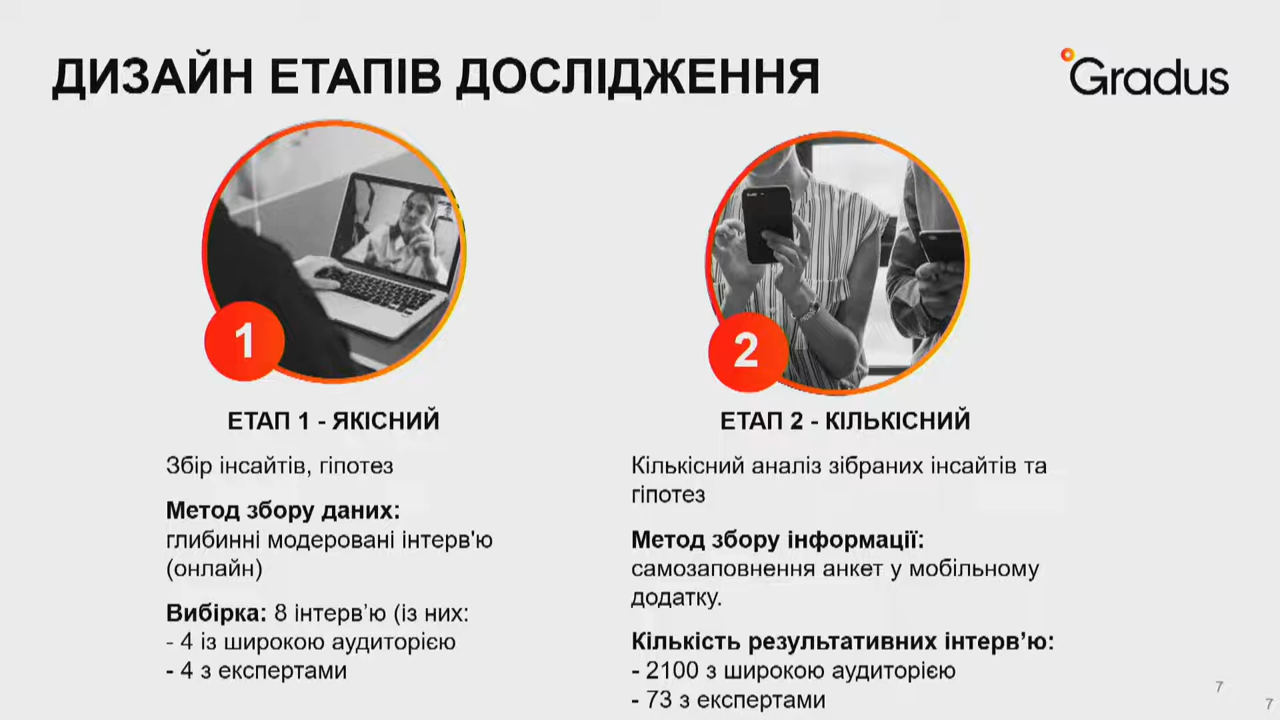 ДИЗАЙН ЕТАПІВ ДОСЛІДЖЕННЯ
Gradus
1
ЕТАП 1 - ЯКІСНИЙ
Збір інсайтів, гіпотез
Метод збору даних:
глибинні модеровані інтерв'ю
(онлайн)
Вибірка: 8 інтерв’ю (із них:
- 4 із широкою аудиторією
- 4 з експертами
2
ЕТАП 2 - КІЛЬКІСНИЙ
Кількісний аналіз зібраних інсайтів та
гіпотез
Метод збору інформації:
самозаповнення анкет у мобільному
додатку.
Кількість результативних інтерв’ю:
- 2100 з широкою аудиторією
- 73 з експертами
7
7